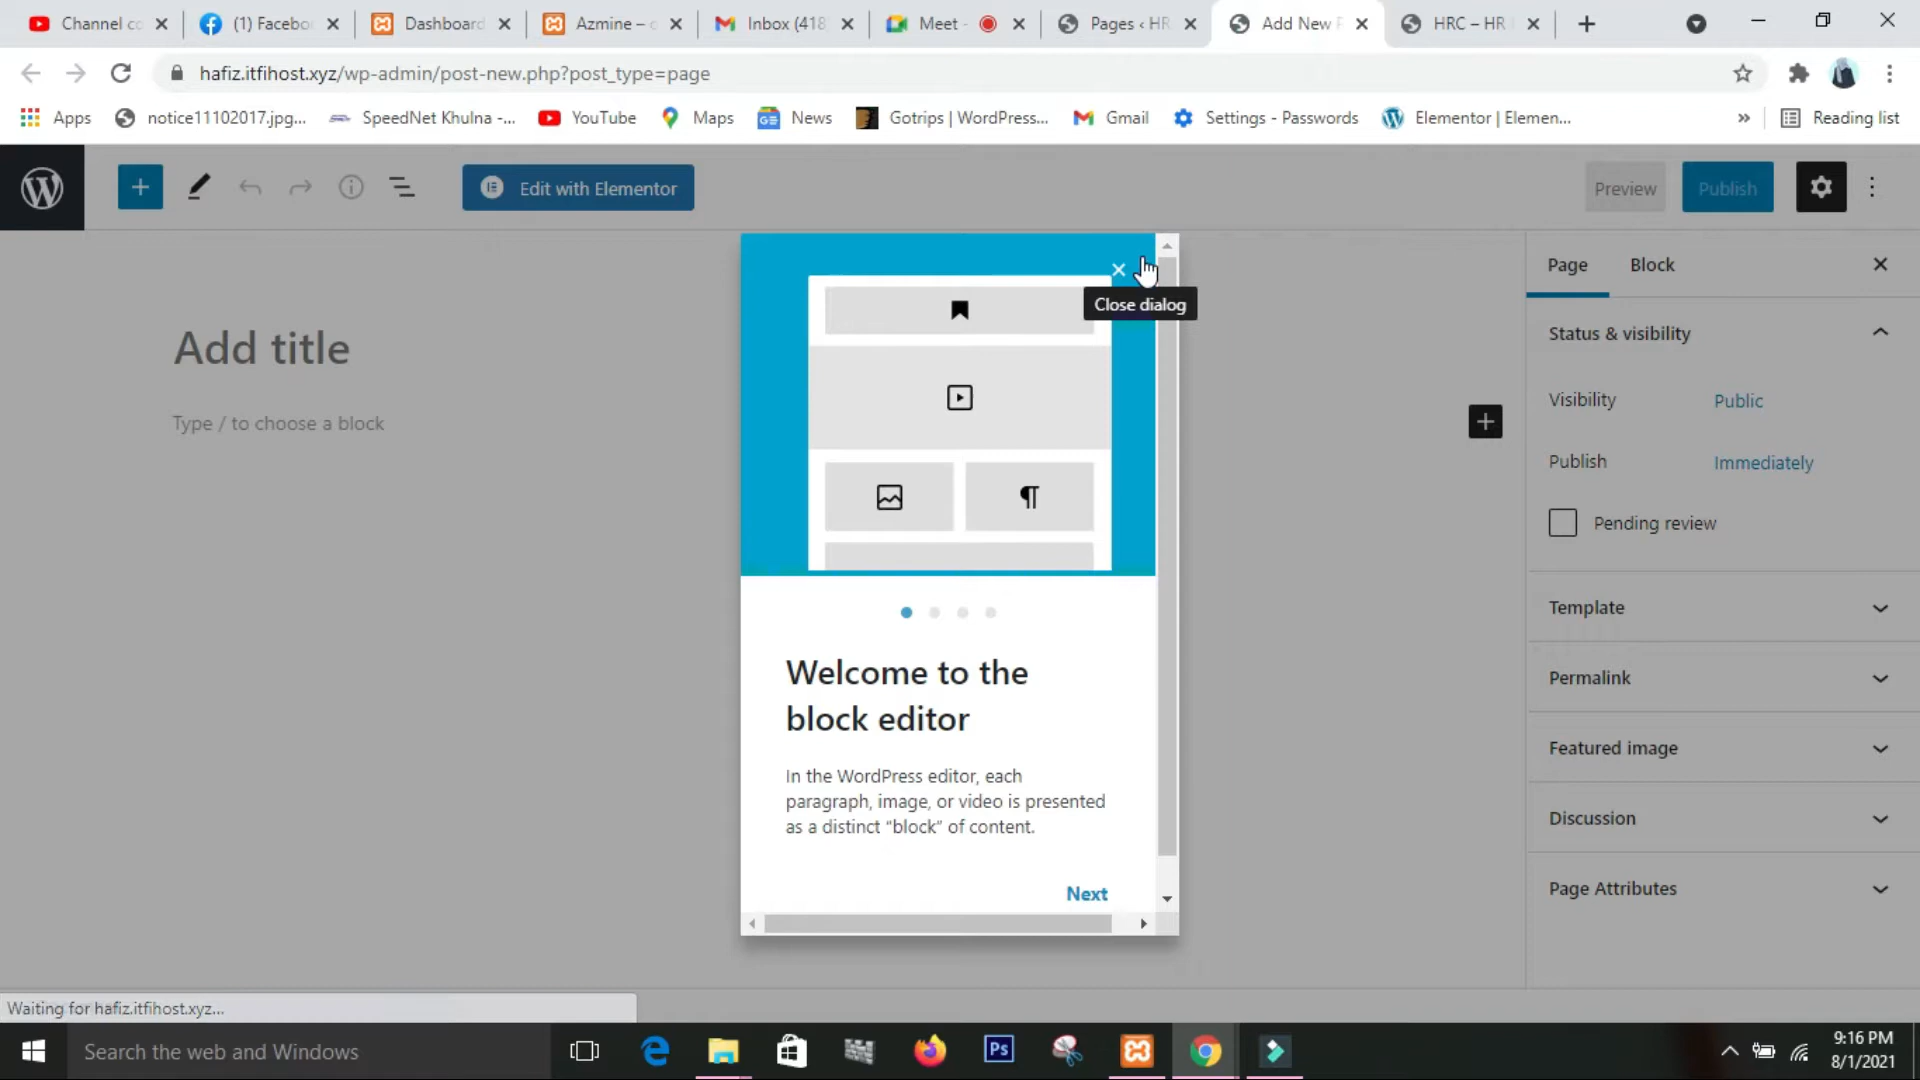 Channel co
(1) Facebo
Dashboard
Azmine – c
Inbox (418
Meet -
Pages ‹ HR
Add New P
HRC – HR
hafiz.itfihost.xyz/wp-admin/post-new.php?post_type=page
Apps
notice11102017.jpg...
SpeedNet Khulna -...
YouTube
Maps
News
Gotrips | WordPress...
Gmail
Settings - Passwords
Elementor | Elemen...
»
Reading list
Edit with Elementor
Preview
Publish
Page
Block
Close dialog
Add title
Type / to choose a block
Status & visibility
Visibility
Public
Publish
Immediately
Pending review
Template
Permalink
Featured image
Discussion
Page Attributes
Welcome to the
block editor
In the WordPress editor, each
paragraph, image, or video is presented
as a distinct “block” of content.
Next
Waiting for hafiz.itfihost.xyz...
Search the web and Windows
Ps
9:16 PM
8/1/2021